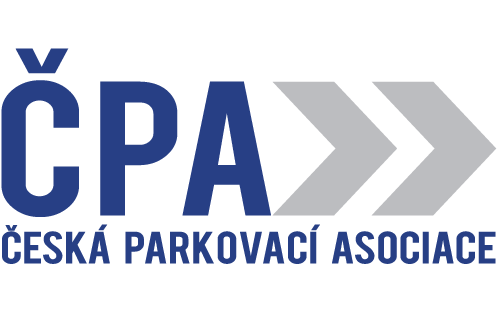 ČPA
ČESKÁ PARKOVACÍ ASOCIACE